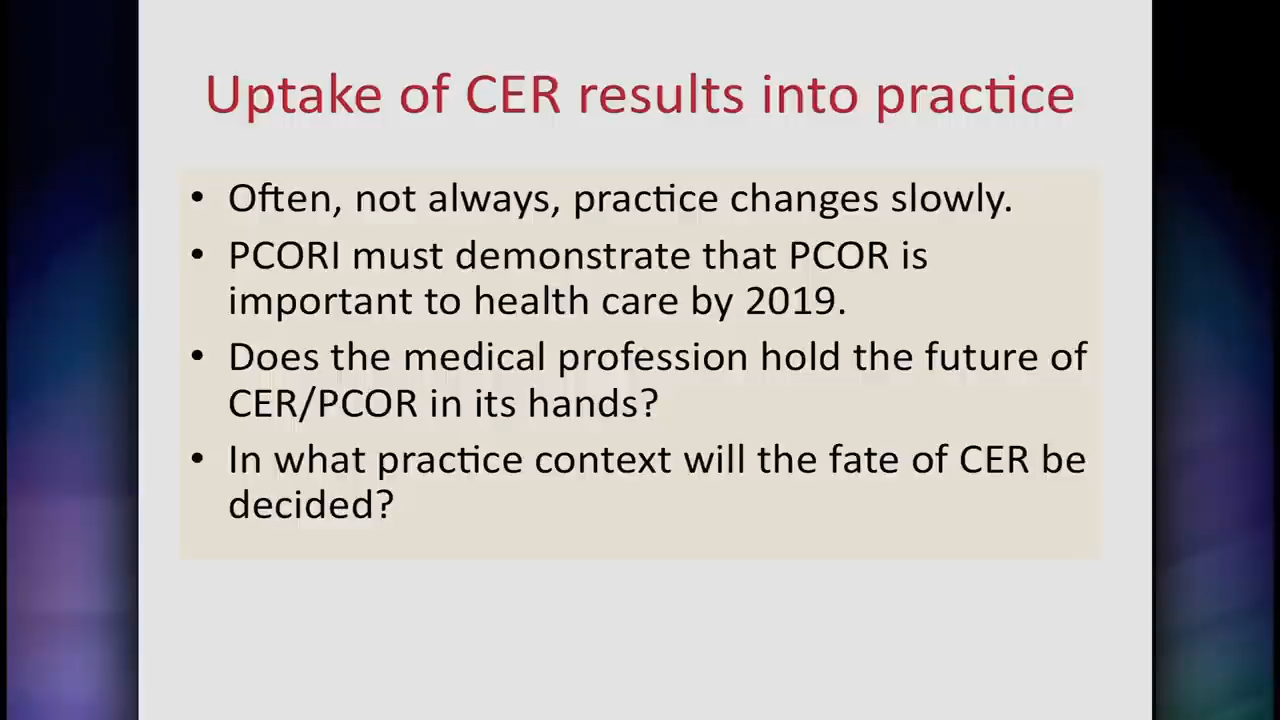 Uptake of CER results into practice
• Often, not always, practice changes slowly.
• PCORI must demonstrate that PCOR is
important to health care by 2019.
• Does the medical profession hold the future of
CER/PCOR in its hands?
• In what practice context will the fate of CER be
decided?